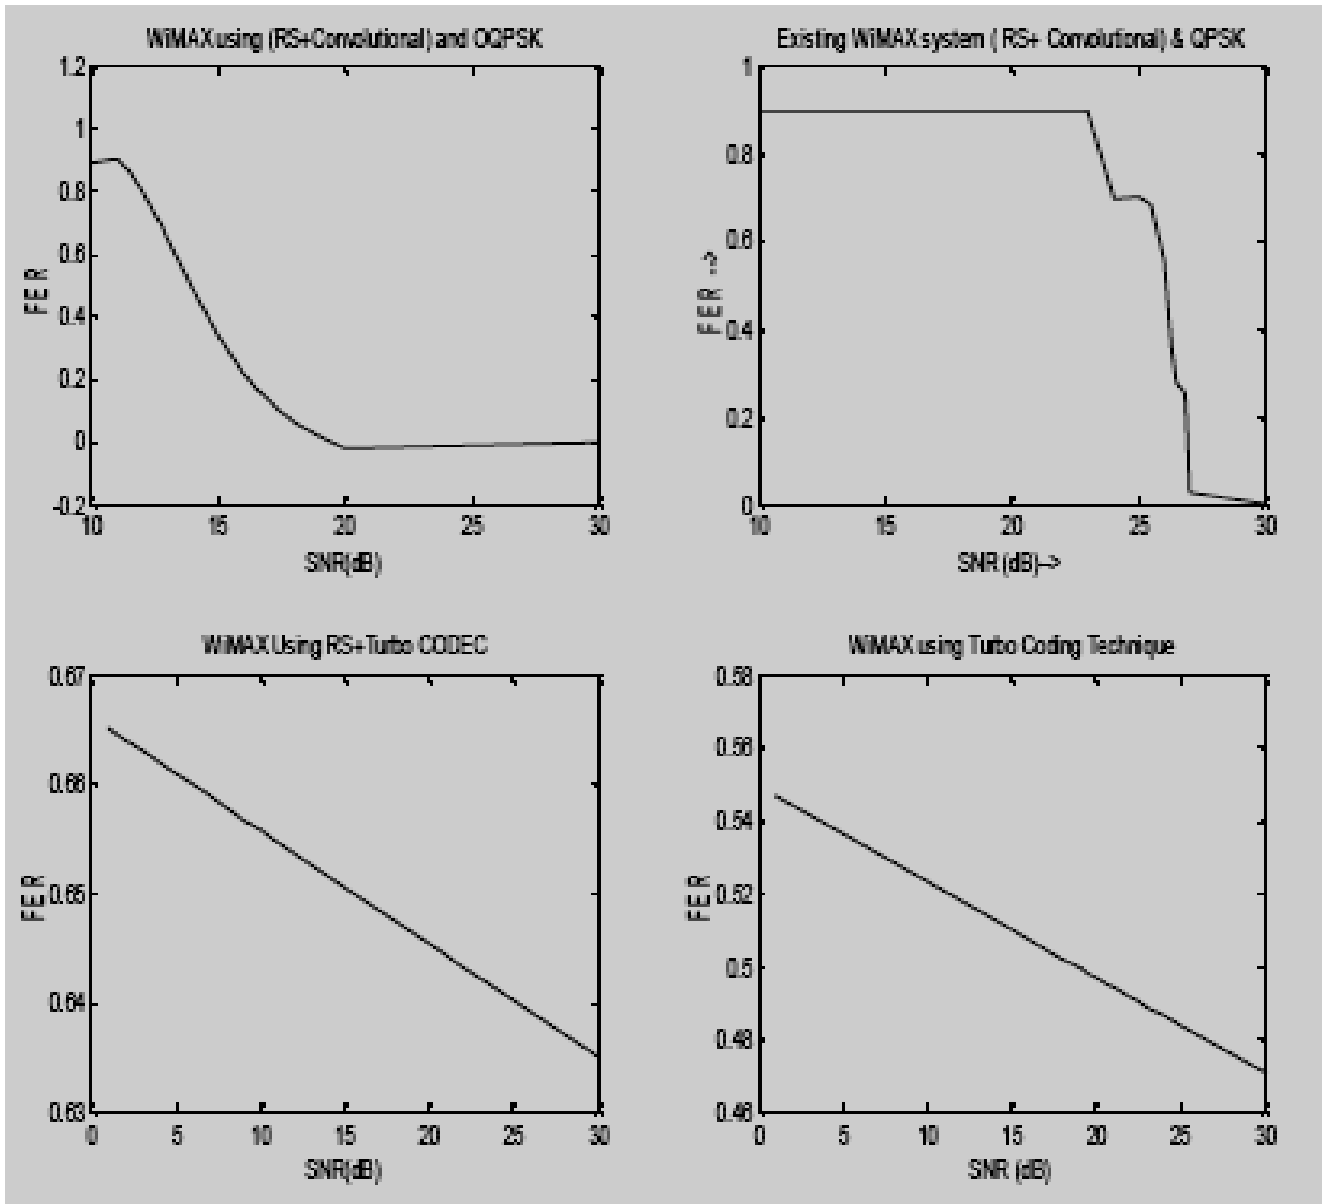 WiMAX using (RS+Convolutional) and OQPSK
1.2
1
0.8
0.6
0.4
0.2
0
-0.2
FER
10 15 20 25 30
SNR(dB)
Existing WiMAX system ( RS+ Convolutional) & QPSK
1
0.8
0.6
0.4
0.2
0
FER -->
10 15 20 25 30
SNR (dB)-->
WiMAX Using RS+Turbo CODEC
0.67
0.66
0.65
0.64
0.63
FER
0 5 10 15 20 25 30
SNR(dB)
WiMAX using Turbo Coding Technique
0.58
0.56
0.54
0.52
0.5
0.48
0.46
FER
0 5 10 15 20 25 30
SNR (dB)